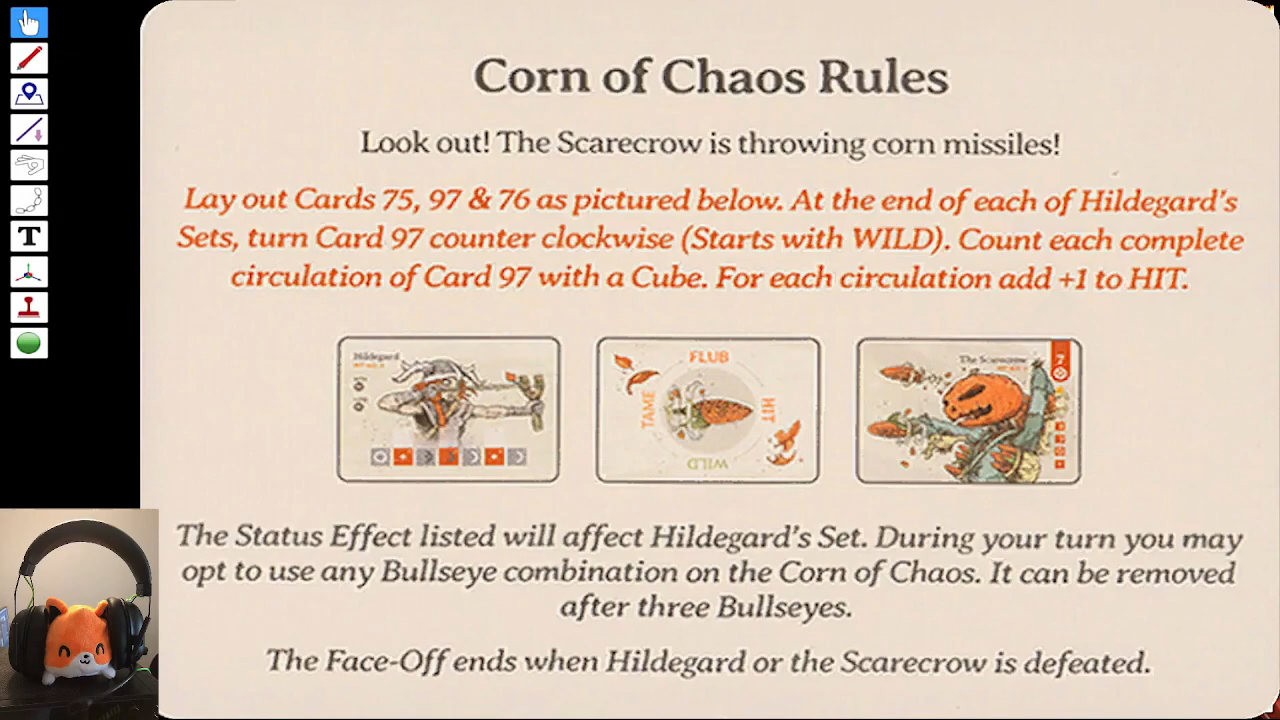 Corn of Chaos Rules
Look out! The Scarecrow is throwing corn missiles!
Lay out Cards 75, 97 & 76 as pictured below. At the end of each of Hildegard's
Sets, turn Card 97 counter clockwise (Starts with WILD). Count each complete
circulation of Card 97 with a Cube. For each circulation add +1 to HIT.
Hildegard
FLUB
TAME
HIT
WILD
The Scarecrow
7
The Status Effect listed will affect Hildegard's Set. During your turn you may
opt to use any Bullseye combination on the Corn of Chaos. It can be removed
after three Bullseyes.
The Face-Off ends when Hildegard or the Scarecrow is defeated.
T